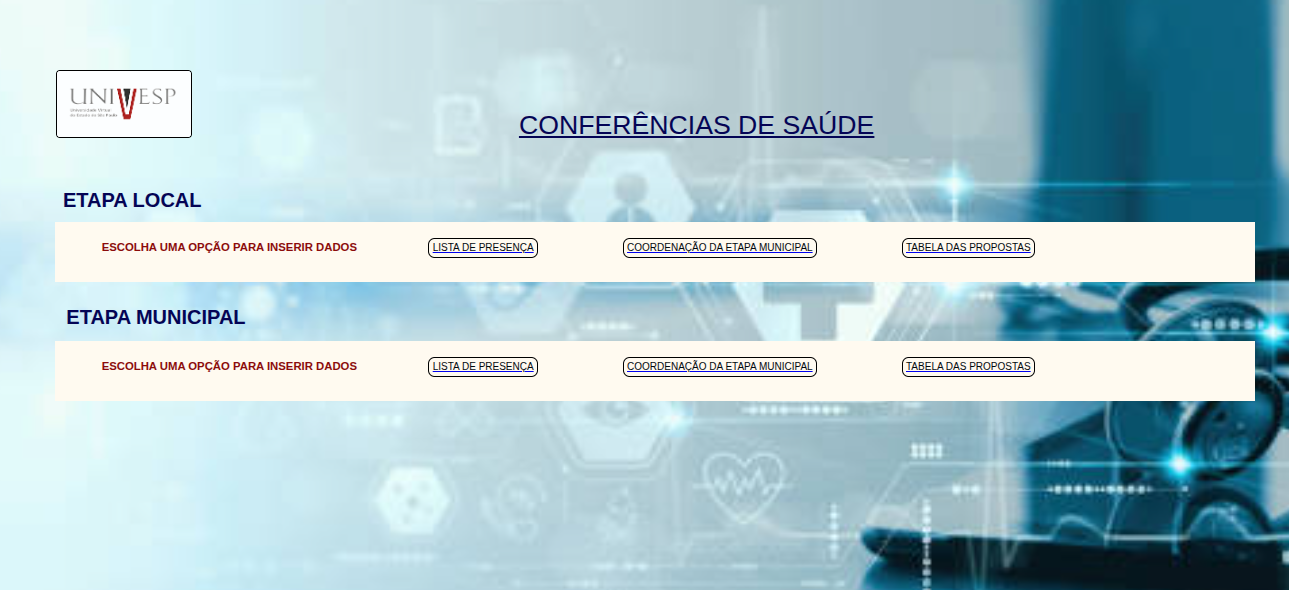 UNIVESP
Universidade Virtual
do Estado de São Paulo
CONFERÊNCIAS DE SAÚDE
ETAPA LOCAL
ESCOLHA UMA OPÇÃO PARA INSERIR DADOS LISTA DE PRESENÇA COORDENAÇÃO DA ETAPA MUNICIPAL TABELA DAS PROPOSTAS
ETAPA MUNICIPAL
ESCOLHA UMA OPÇÃO PARA INSERIR DADOS LISTA DE PRESENÇA COORDENAÇÃO DA ETAPA MUNICIPAL TABELA DAS PROPOSTAS